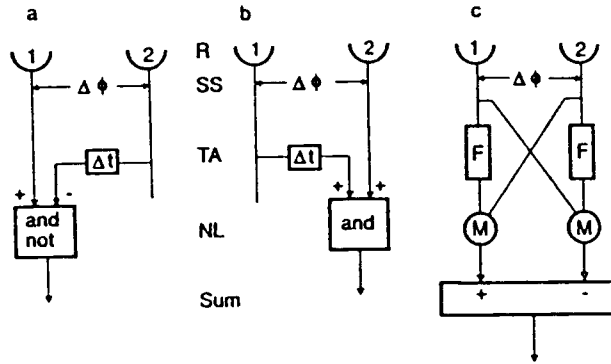 a b c
1 2 R 1 2 1 2
Δ ϕ SS Δ ϕ Δ ϕ
Δt TA Δt F F
+ - + +
and not NL and M M
Sum + -